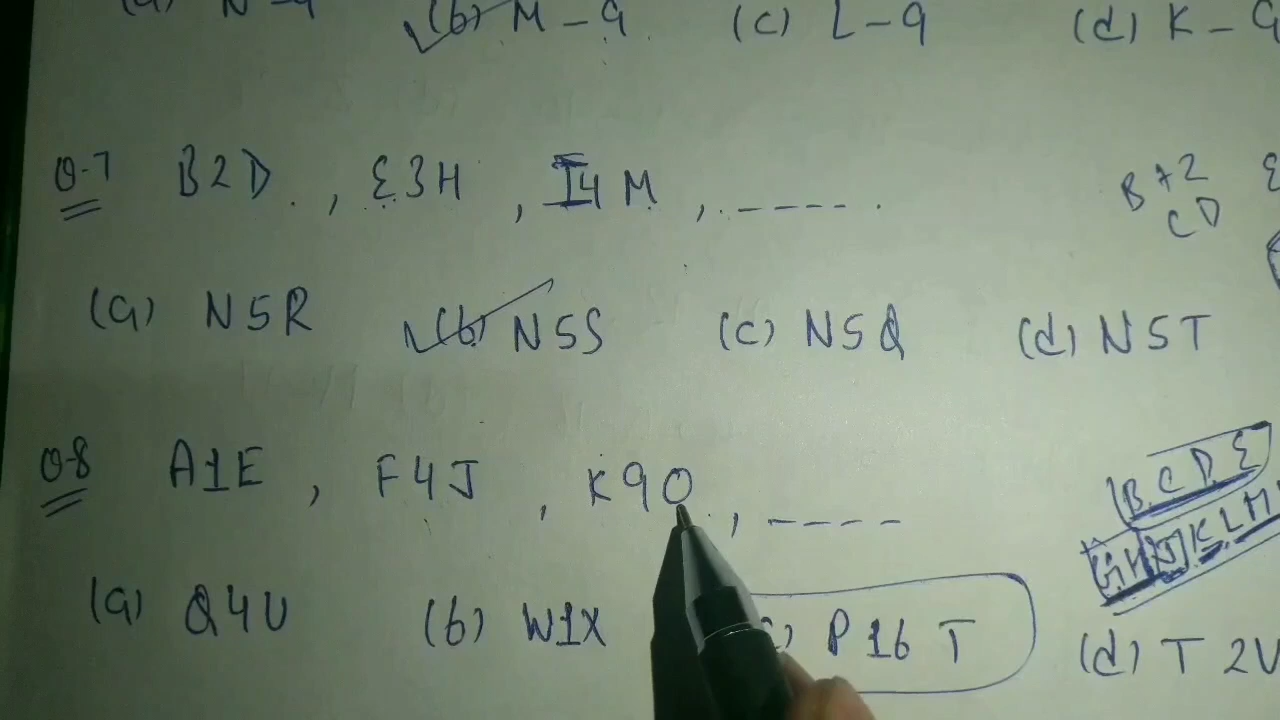 (a) N-9 (b) M-9 (c) L-9 (d) K-9
Q-7 B2D, E3H, I4M, ----.
B+2
CD
E
(a) N5R (b) N5S (c) N5Q (d) N5T
Q-8 A1E, F4J, K9O, ----
B C D E
G H I J K L M
(a) Q4U (b) W1X (c) P16T (d) T2V